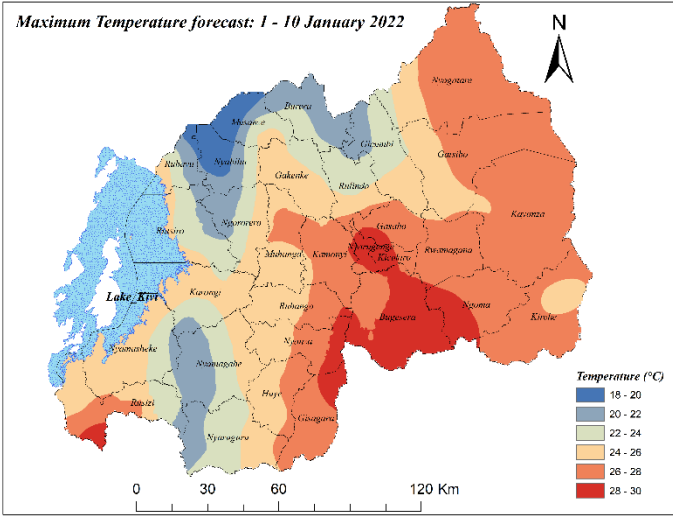 Maximum Temperature forecast: 1 - 10 January 2022
N
Nyagatare
Burera
Musanze
Gicumbi
Gatsibo
Rubavu
Nyabihu
Gakenke
Rulindo
Kayonza
Ngororero
Rutsiro
Gasabo
Nyarugenge
Muhanga
Kamonyi
Kicukiro
Rwamagana
Lake Kivu
Karongi
Ruhango
Bugesera
Ngoma
Kirehe
Nyamasheke
Nyanza
Nyamagabe
Huye
Rusizi
Gisagara
Nyaruguru
Temperature (°C)
18 - 20
20 - 22
22 - 24
24 - 26
26 - 28
28 - 30
0 30 60 120 Km